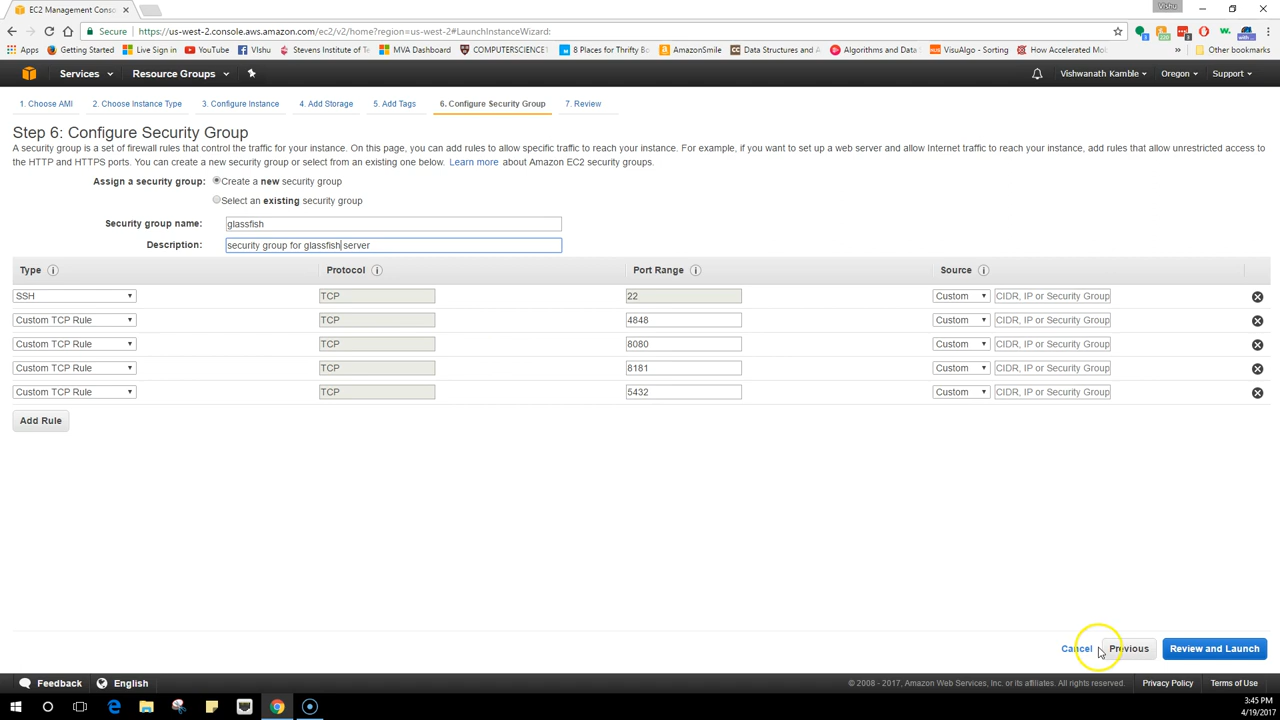 EC2 Management Conso
Vishu
Secure
https://us-west-2.console.aws.amazon.com/ec2/v2/home?region=us-west-2#LaunchInstanceWizard:
Apps Getting Started Live Sign in YouTube VIshu Stevens Institute of Te MVA Dashboard COMPUTERSCIENCE 8 Places for Thrifty Bo AmazonSmile Data Structures and A Algorithms and Data VisuAlgo - Sorting How Accelerated Mob » Other bookmarks
Services Resource Groups Vishwanath Kamble Oregon Support
1. Choose AMI 2. Choose Instance Type 3. Configure Instance 4. Add Storage 5. Add Tags 6. Configure Security Group 7. Review
Step 6: Configure Security Group
A security group is a set of firewall rules that control the traffic for your instance. On this page, you can add rules to allow specific traffic to reach your instance. For example, if you want to set up a web server and allow Internet traffic to reach your instance, add rules that allow unrestricted access to
the HTTP and HTTPS ports. You can create a new security group or select from an existing one below. Learn more about Amazon EC2 security groups.
Assign a security group: Create a new security group
Select an existing security group
Security group name: glassfish
Description: security group for glassfish server
Type Protocol Port Range Source
SSH TCP 22 Custom CIDR, IP or Security Group
Custom TCP Rule TCP 4848 Custom CIDR, IP or Security Group
Custom TCP Rule TCP 8080 Custom CIDR, IP or Security Group
Custom TCP Rule TCP 8181 Custom CIDR, IP or Security Group
Custom TCP Rule TCP 5432 Custom CIDR, IP or Security Group
Add Rule
Cancel Previous Review and Launch
Feedback English © 2008 - 2017, Amazon Web Services, Inc. or its affiliates. All rights reserved. Privacy Policy Terms of Use
3:45 PM
4/19/2017